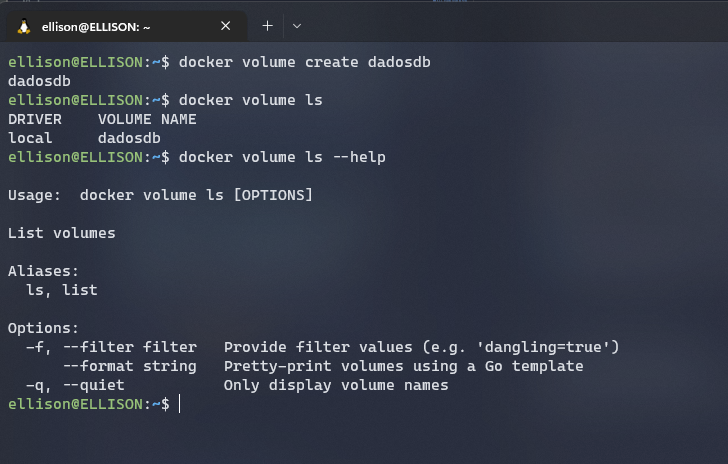 ellison@ELLISON: ~
ellison@ELLISON:~$ docker volume create dadosdb
dadosdb
ellison@ELLISON:~$ docker volume ls
DRIVER    VOLUME NAME
local     dadosdb
ellison@ELLISON:~$ docker volume ls --help
Usage:  docker volume ls [OPTIONS]
List volumes
Aliases:
  ls, list
Options:
  -f, --filter filter   Provide filter values (e.g. 'dangling=true')
      --format string   Pretty-print volumes using a Go template
  -q, --quiet           Only display volume names
ellison@ELLISON:~$